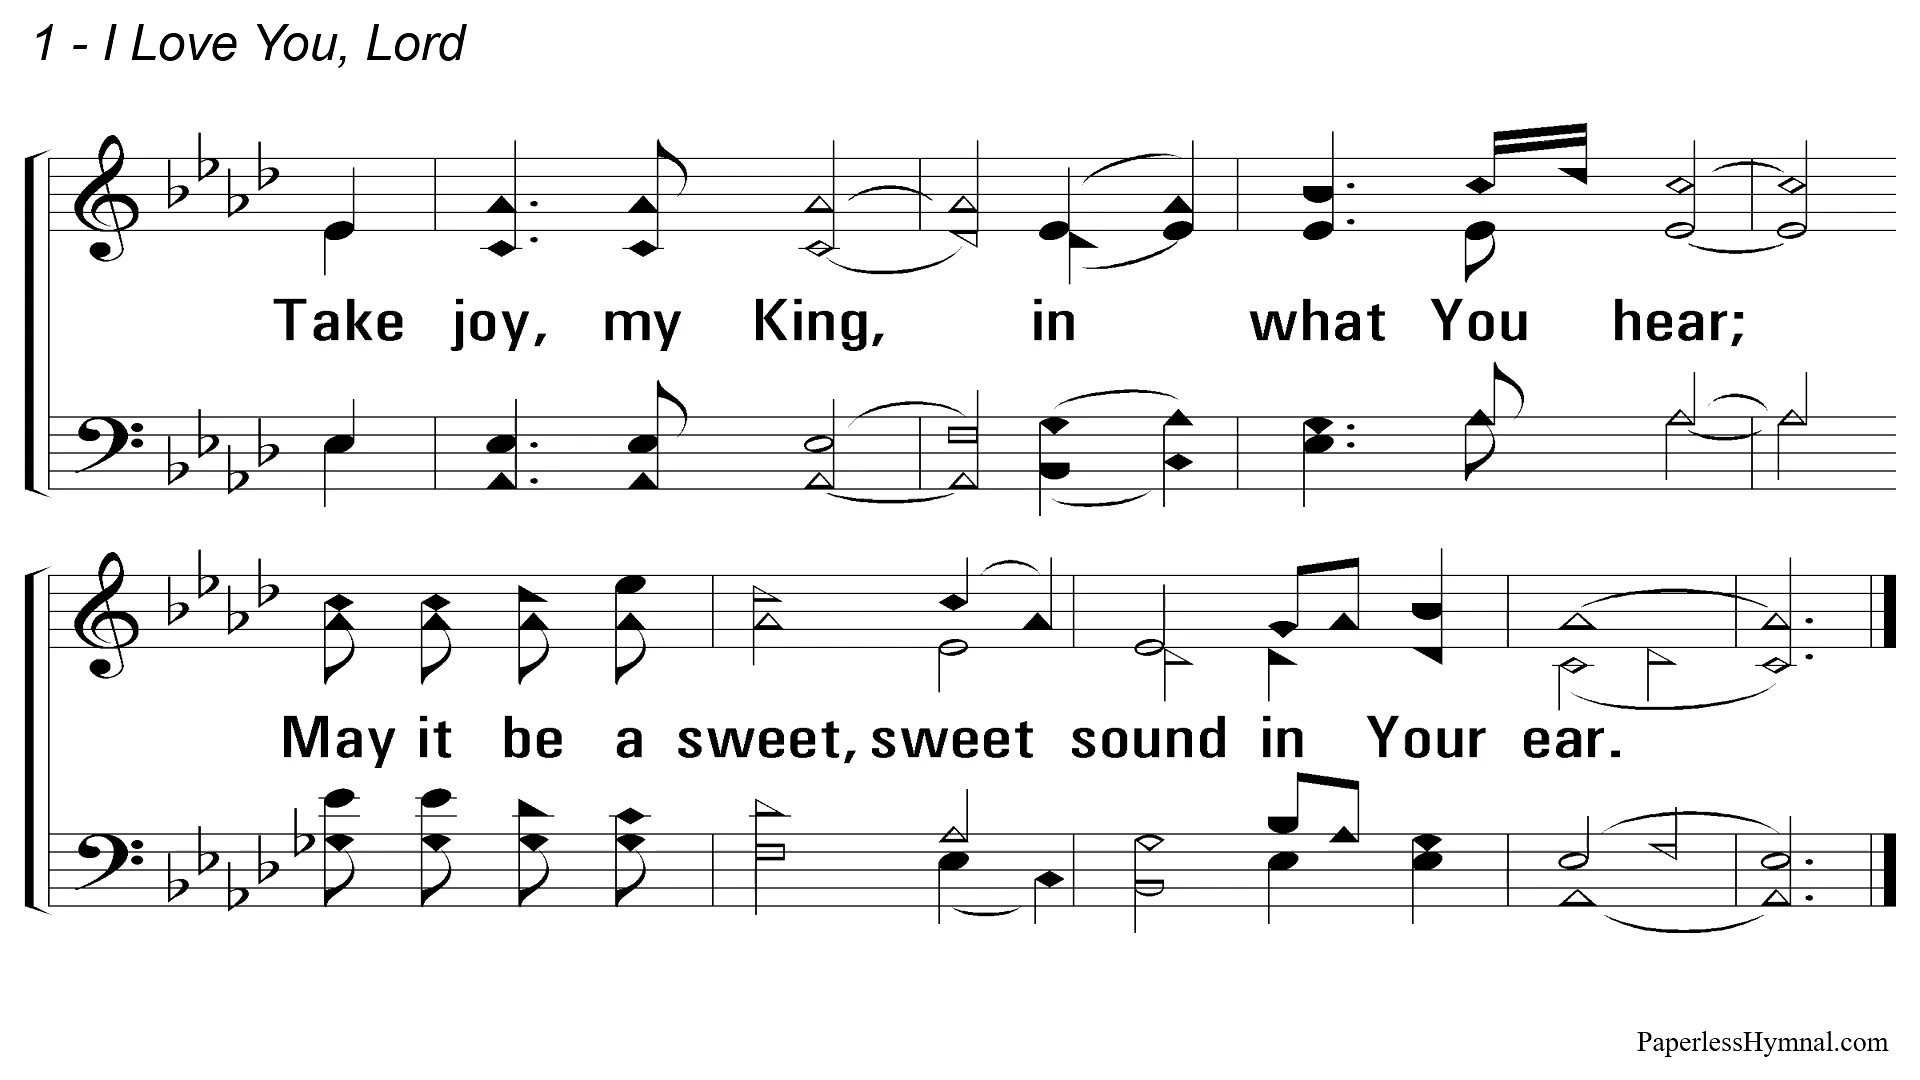 1 - I Love You, Lord
Take joy, my King, in what You hear;
May it be a sweet, sweet sound in Your ear.
PaperlessHymnal.com